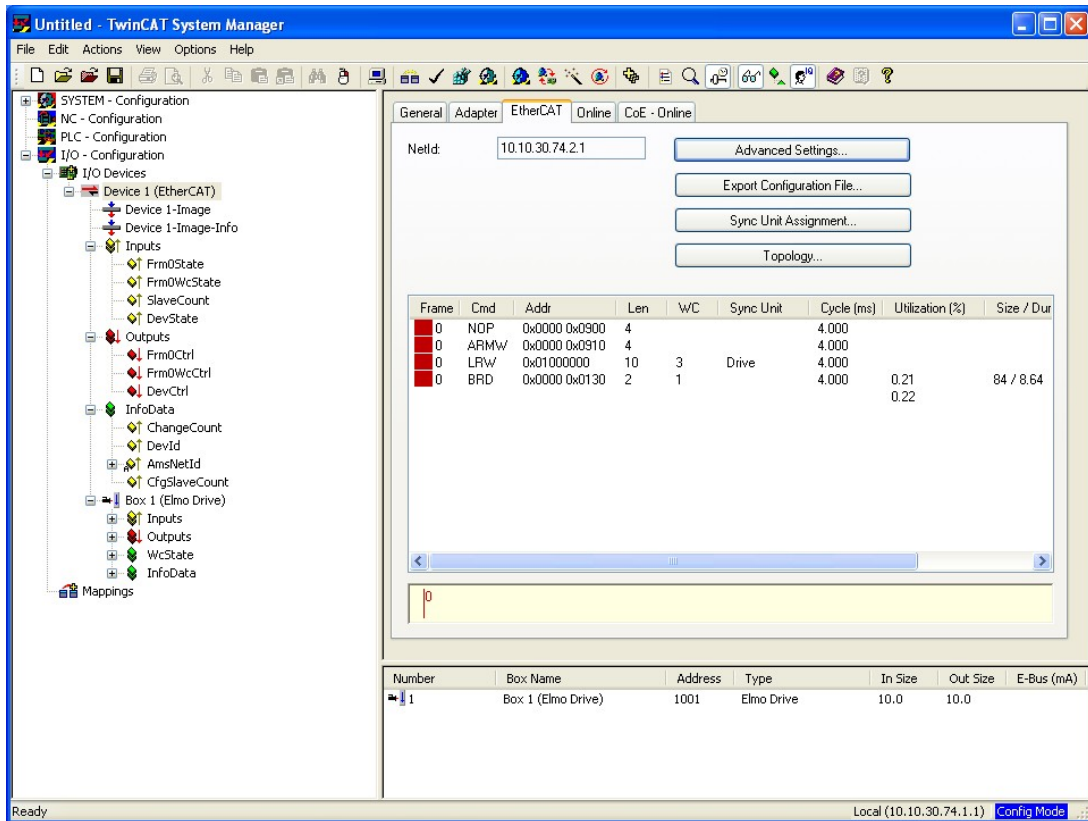 Untitled - TwinCAT System Manager
File Edit Actions View Options Help
SYSTEM - Configuration
NC - Configuration
PLC - Configuration
I/O - Configuration
I/O Devices
Device 1 (EtherCAT)
Device 1-Image
Device 1-Image-Info
Inputs
Frm0State
Frm0WcState
SlaveCount
DevState
Outputs
Frm0Ctrl
Frm0WcCtrl
DevCtrl
InfoData
ChangeCount
DevId
AmsNetId
CfgSlaveCount
Box 1 (Elmo Drive)
Inputs
Outputs
WcState
InfoData
Mappings
General Adapter EtherCAT Online CoE - Online
NetId: 10.10.30.74.2.1
Advanced Settings...
Export Configuration File...
Sync Unit Assignment...
Topology...
Frame Cmd Addr Len WC Sync Unit Cycle (ms) Utilization (%) Size / Dur
0 NOP 0x0000 0x0900 4 4.000
0 ARMW 0x0000 0x0910 4 4.000
0 LRW 0x01000000 10 3 Drive 4.000
0 BRD 0x0000 0x0130 2 1 4.000 0.21 84 / 8.64
0.22
0
Number Box Name Address Type In Size Out Size E-Bus (mA)
1 Box 1 (Elmo Drive) 1001 Elmo Drive 10.0 10.0
Ready Local (10.10.30.74.1.1) Config Mode